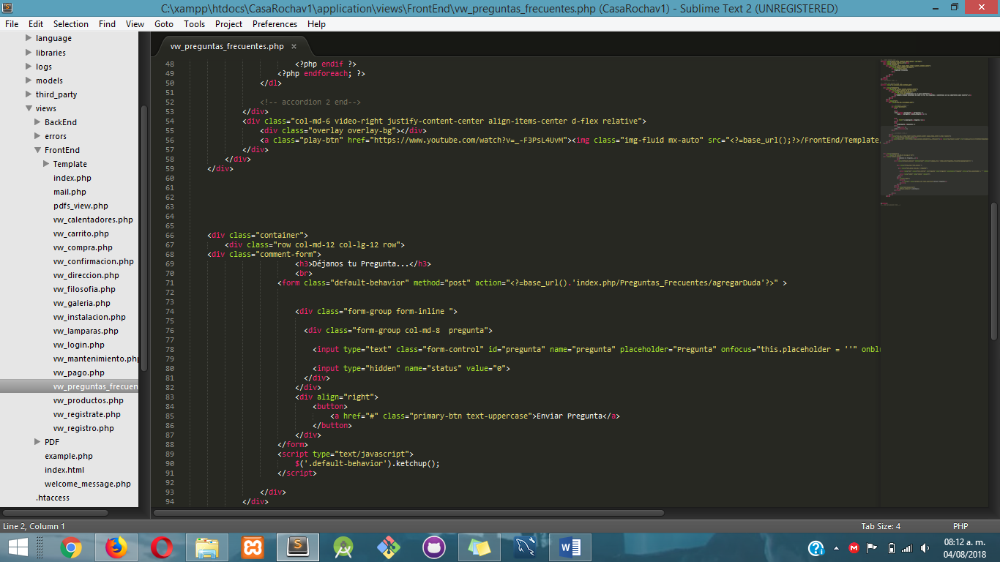 C:\xampp\htdocs\CasaRochav1\application\views\FrontEnd\vw_preguntas_frecuentes.php (CasaRochav1) - Sublime Text 2 (UNREGISTERED)
File Edit Selection Find View Goto Tools Project Preferences Help
language
libraries
logs
models
third_party
views
BackEnd
errors
FrontEnd
Template
index.php
mail.php
pdfs_view.php
vw_calentadores.php
vw_carrito.php
vw_compra.php
vw_confirmacion.php
vw_direccion.php
vw_filosofia.php
vw_galeria.php
vw_instalacion.php
vw_lamparas.php
vw_login.php
vw_mantenimiento.php
vw_pago.php
vw_preguntas_frecuen
vw_productos.php
vw_registrate.php
vw_registro.php
PDF
example.php
index.html
welcome_message.php
.htaccess
vw_preguntas_frecuentes.php ×
48 <?php endif ?>
49 <?php endforeach; ?>
50 </dl>
51
52 <!-- accordion 2 end-->
53 </div>
54 <div class="col-md-6 video-right justify-content-center align-items-center d-flex relative">
55 <div class="overlay overlay-bg"></div>
56 <a class="play-btn" href="https://www.youtube.com/watch?v=_-F3PsL4UvM"><img class="img-fluid mx-auto" src="<?=base_url();?>/FrontEnd/Template/
57 </div>
58 </div>
59 </div>
60
61
62
63
64
65
66 <div class="container">
67 <div class="row col-md-12 col-lg-12 row">
68 <div class="comment-form">
69 <h3>Déjanos tu Pregunta...</h3>
70 <br>
71 <form class="default-behavior" method="post" action="<?=base_url().'index.php/Preguntas_Frecuentes/agregarDuda'?>" >
72
73
74 <div class="form-group form-inline ">
75
76 <div class="form-group col-md-8  pregunta">
77
78 <input type="text" class="form-control" id="pregunta" name="pregunta" placeholder="Pregunta" onfocus="this.placeholder = ''" onbl
79
80 <input type="hidden" name="status" value="0">
81 </div>
82 </div>
83 <div align="right">
84 <button>
85 <a href="#" class="primary-btn text-uppercase">Enviar Pregunta</a>
86 </button>
87 </div>
88 </form>
89 <script type="text/javascript">
90 $('.default-behavior').ketchup();
91 </script>
92
93 </div>
94 </div>
Line 2, Column 1 Tab Size: 4 PHP
08:12 a. m.
04/08/2018